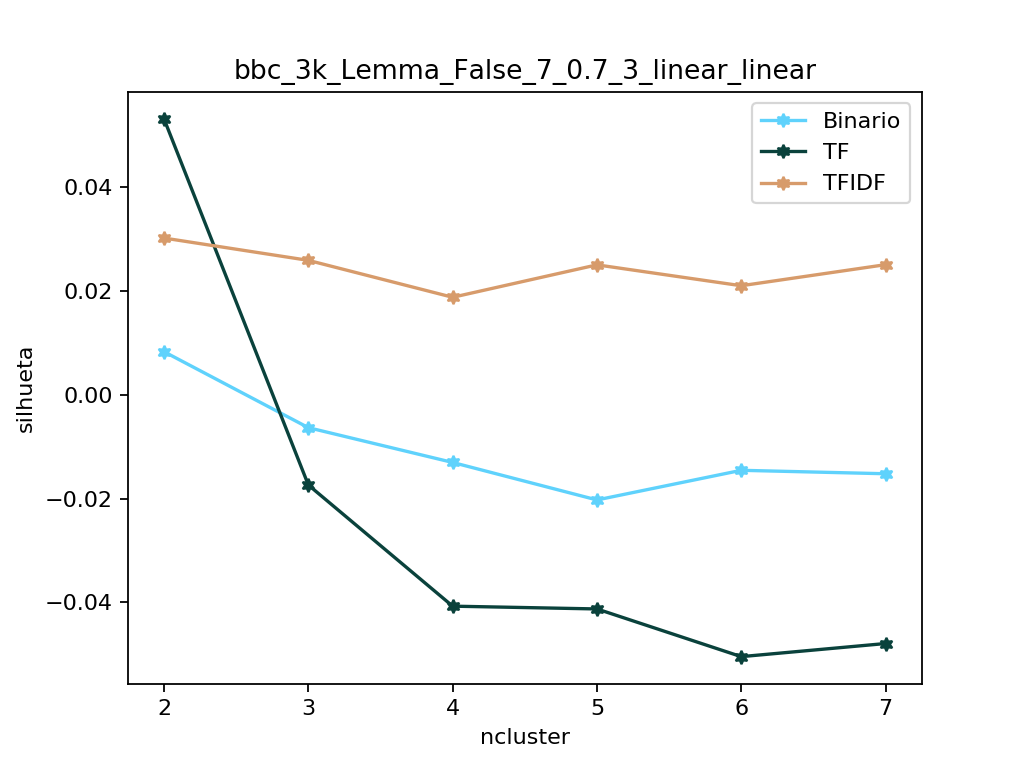 bbc_3k_Lemma_False_7_0.7_3_linear_linear
Binario
TF
TFIDF
0.04
0.02
0.00
−0.02
−0.04
silhueta
2 3 4 5 6 7
ncluster